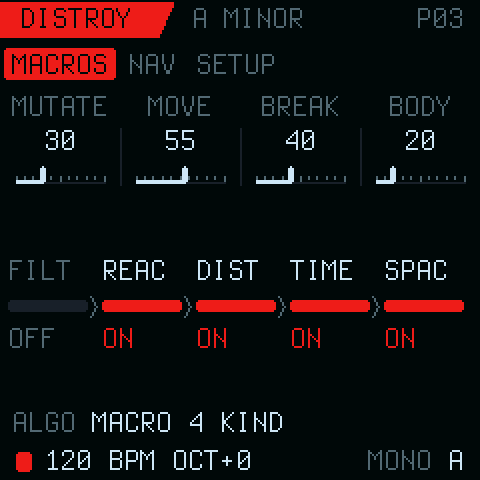 DISTROY A MINOR P03
MACROS NAV SETUP
MUTATE MOVE BREAK BODY
30 55 40 20
FILT REAC DIST TIME SPAC
OFF ON ON ON ON
ALGO MACRO 4 KIND
120 BPM OCT+0 MONO A